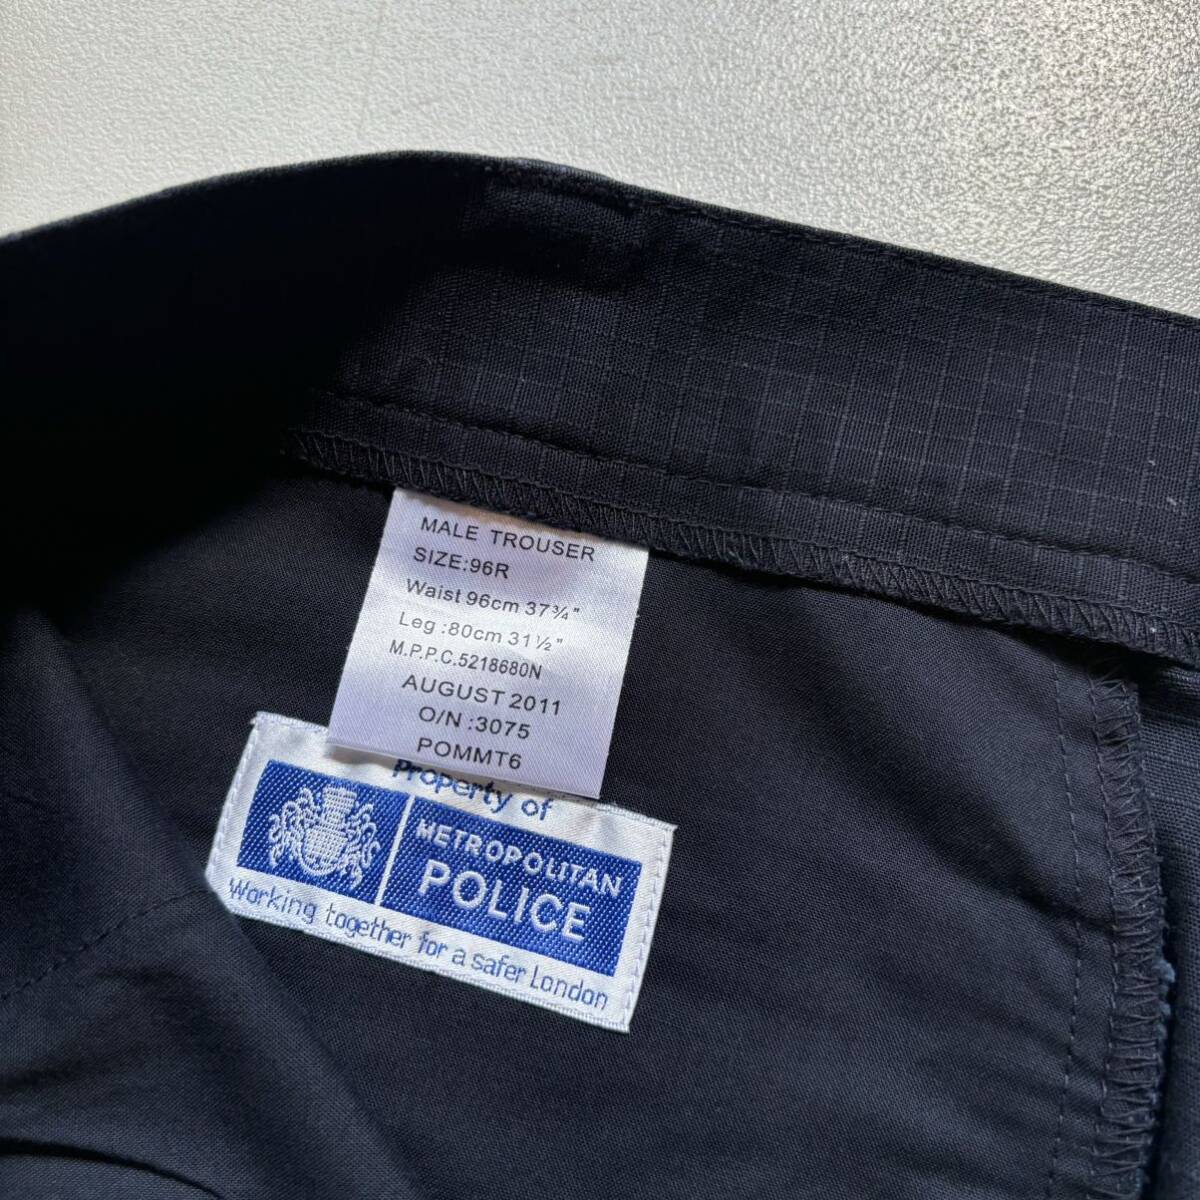 MALE TROUSER
SIZE:96R
Waist 96cm 37¾"
Leg :80cm 31½"
M.P.P.C.5218680N
AUGUST 2011
O/N :3075
POMMT6
Property of
METROPOLITAN
POLICE
Working together for a safer London